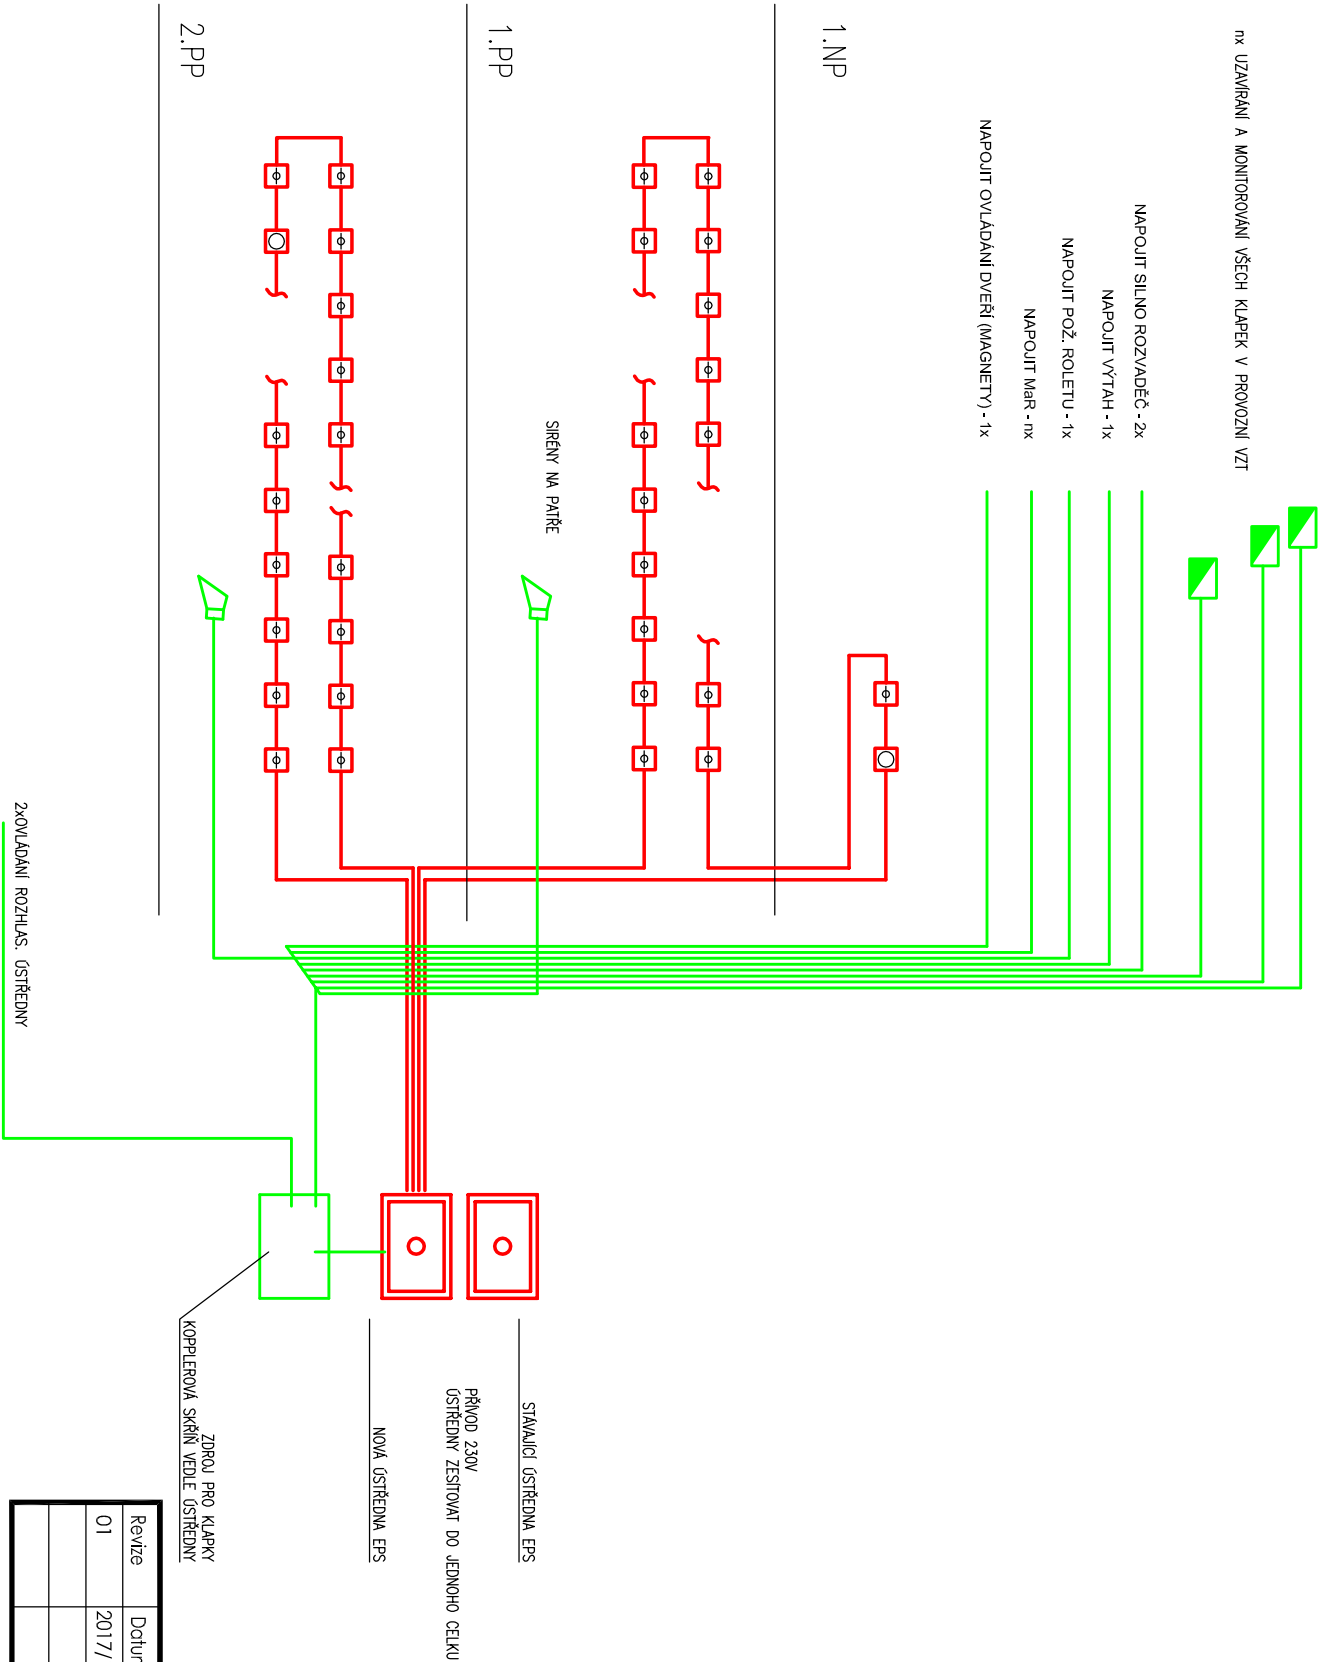 nx UZAVÍRÁNÍ A MONITOROVÁNÍ VŠECH KLAPEK V PROVOZNÍ VZT
NAPOJIT SILNO ROZVADĚČ - 2x
NAPOJIT VÝTAH - 1x
NAPOJIT POŽ. ROLETU - 1x
NAPOJIT MaR - nx
NAPOJIT OVLÁDÁNÍ DVEŘÍ (MAGNETY) - 1x
1.NP
SIRÉNY NA PATŘE
1.PP
2.PP
STÁVAJÍCÍ ÚSTŘEDNA EPS
PŘÍVOD 230V
ÚSTŘEDNY ZESÍŤOVAT DO JEDNOHO CELKU
NOVÁ ÚSTŘEDNA EPS
ZDROJ PRO KLAPKY
KOPPLEROVÁ SKŘÍŇ VEDLE ÚSTŘEDNY
2xOVLÁDÁNÍ ROZHLAS. ÚSTŘEDNY
Revize Datu
01 2017/